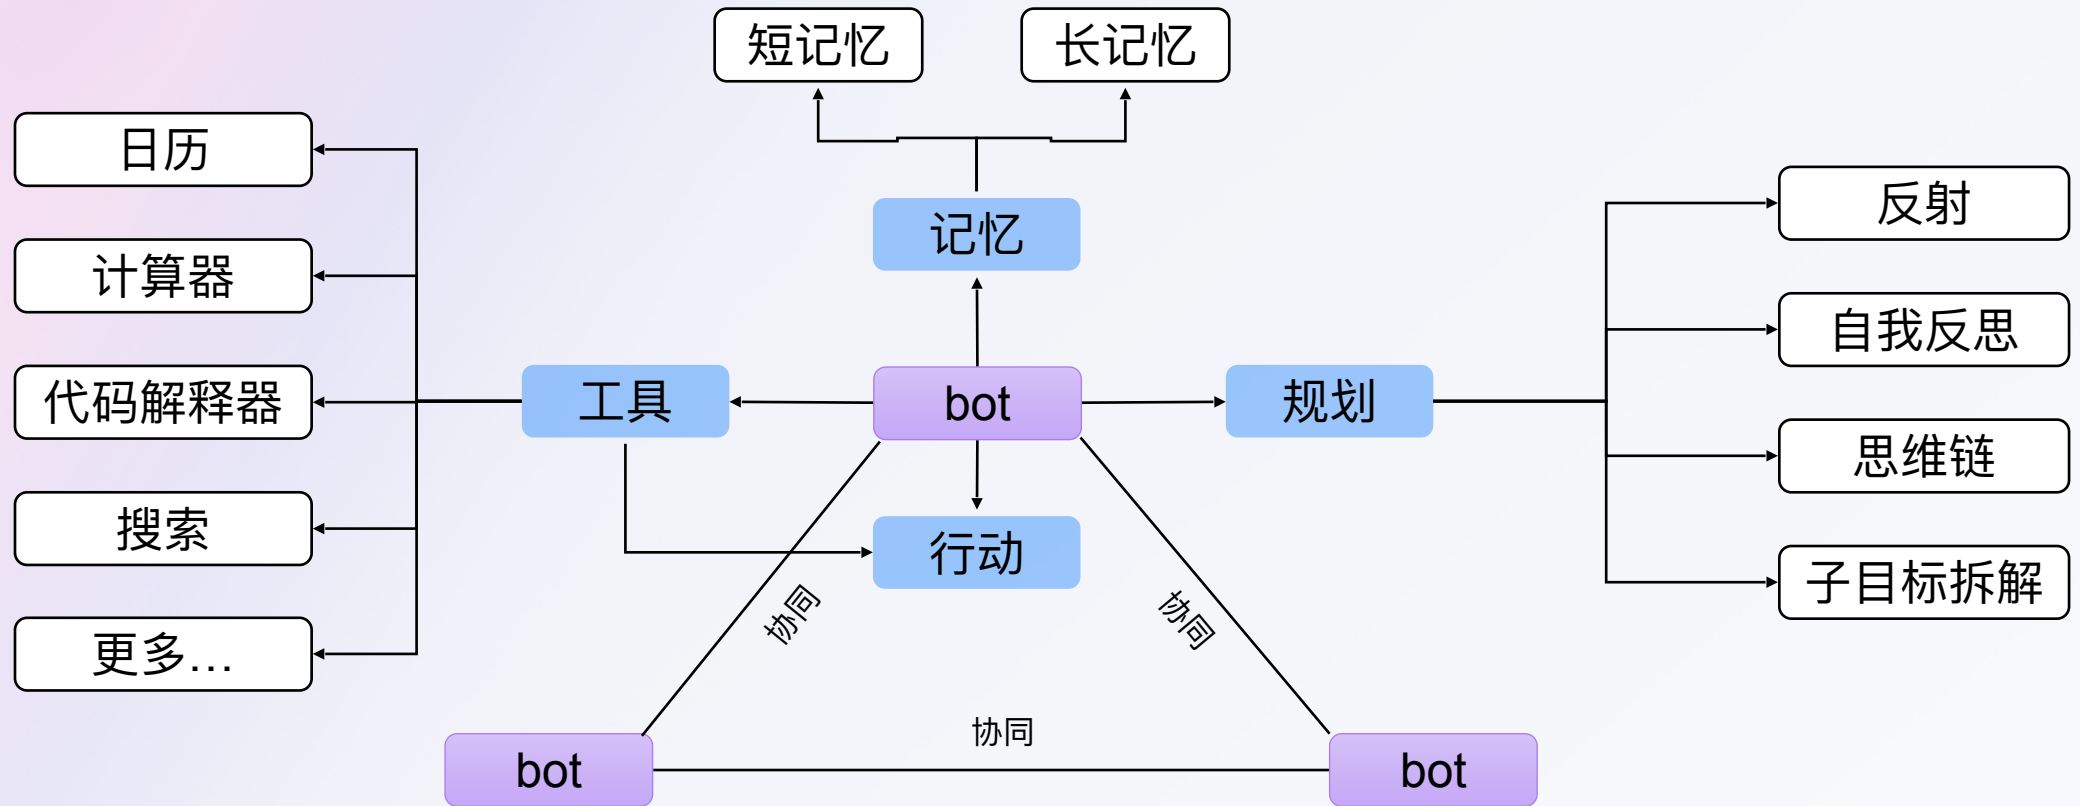 短记忆
长记忆
日历
计算器
代码解释器
搜索
更多...
记忆
工具
bot
规划
行动
反射
自我反思
思维链
子目标拆解
协同
协同
协同
bot
bot